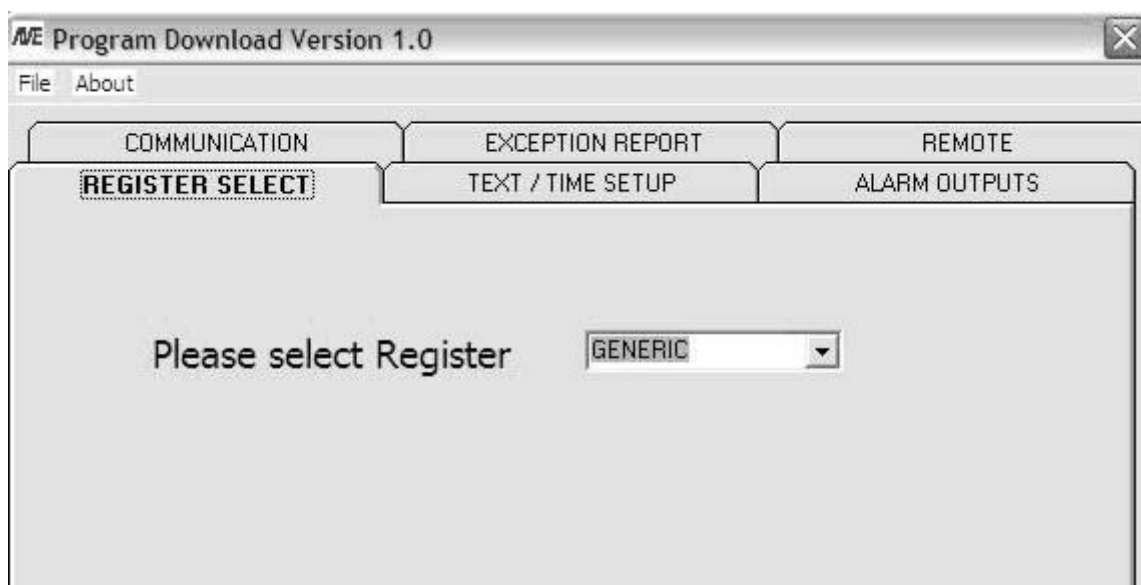 AVE Program Download Version 1.0
File About
COMMUNICATION EXCEPTION REPORT REMOTE
REGISTER SELECT TEXT / TIME SETUP ALARM OUTPUTS
Please select Register GENERIC